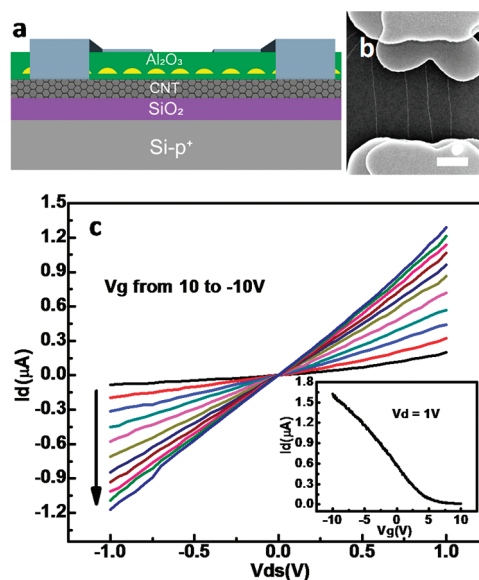 a
Al₂O₃
CNT
SiO₂
Si-p⁺
b
c
Vg from 10 to -10V
Id(μA)
1.5
1.2
0.9
0.6
0.3
0.0
-0.3
-0.6
-0.9
-1.2
-1.0
-0.5
0.0
0.5
1.0
Vds(V)
Vd = 1V
Id(μA)
1.8
1.5
1.2
0.9
0.6
0.3
0.0
-10
-5
0
5
10
Vg(V)